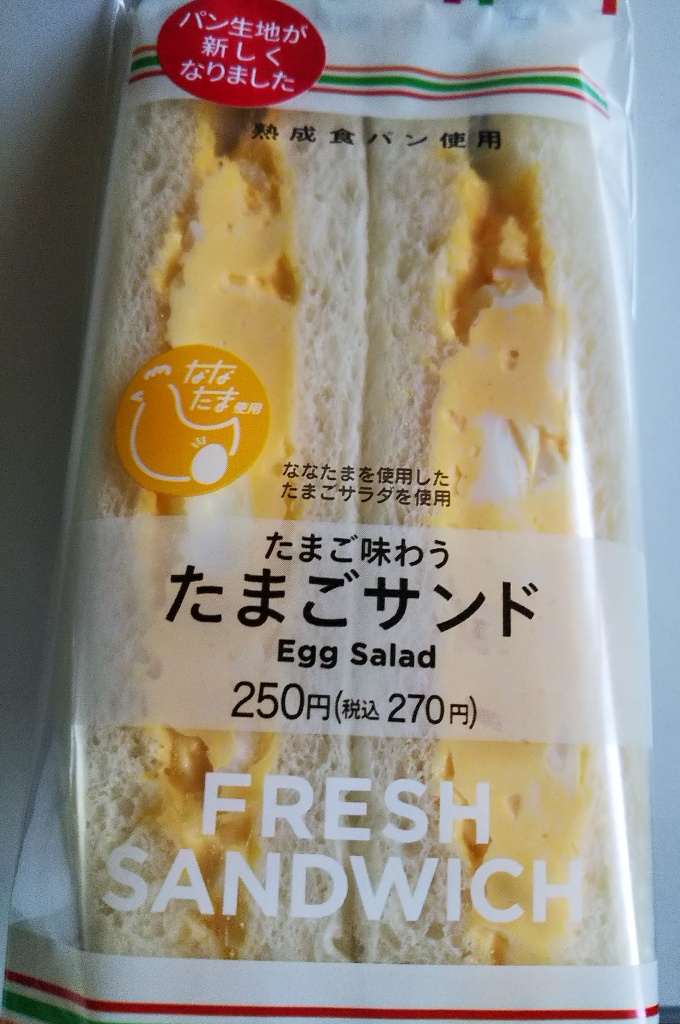 パン生地が
新しく
なりました
熟成食パン使用
なな
たま使用
ななたまを使用した
たまごサラダを使用
たまご味わう
たまごサンド
Egg Salad
250円(税込 270円)
FRESH
SANDWICH